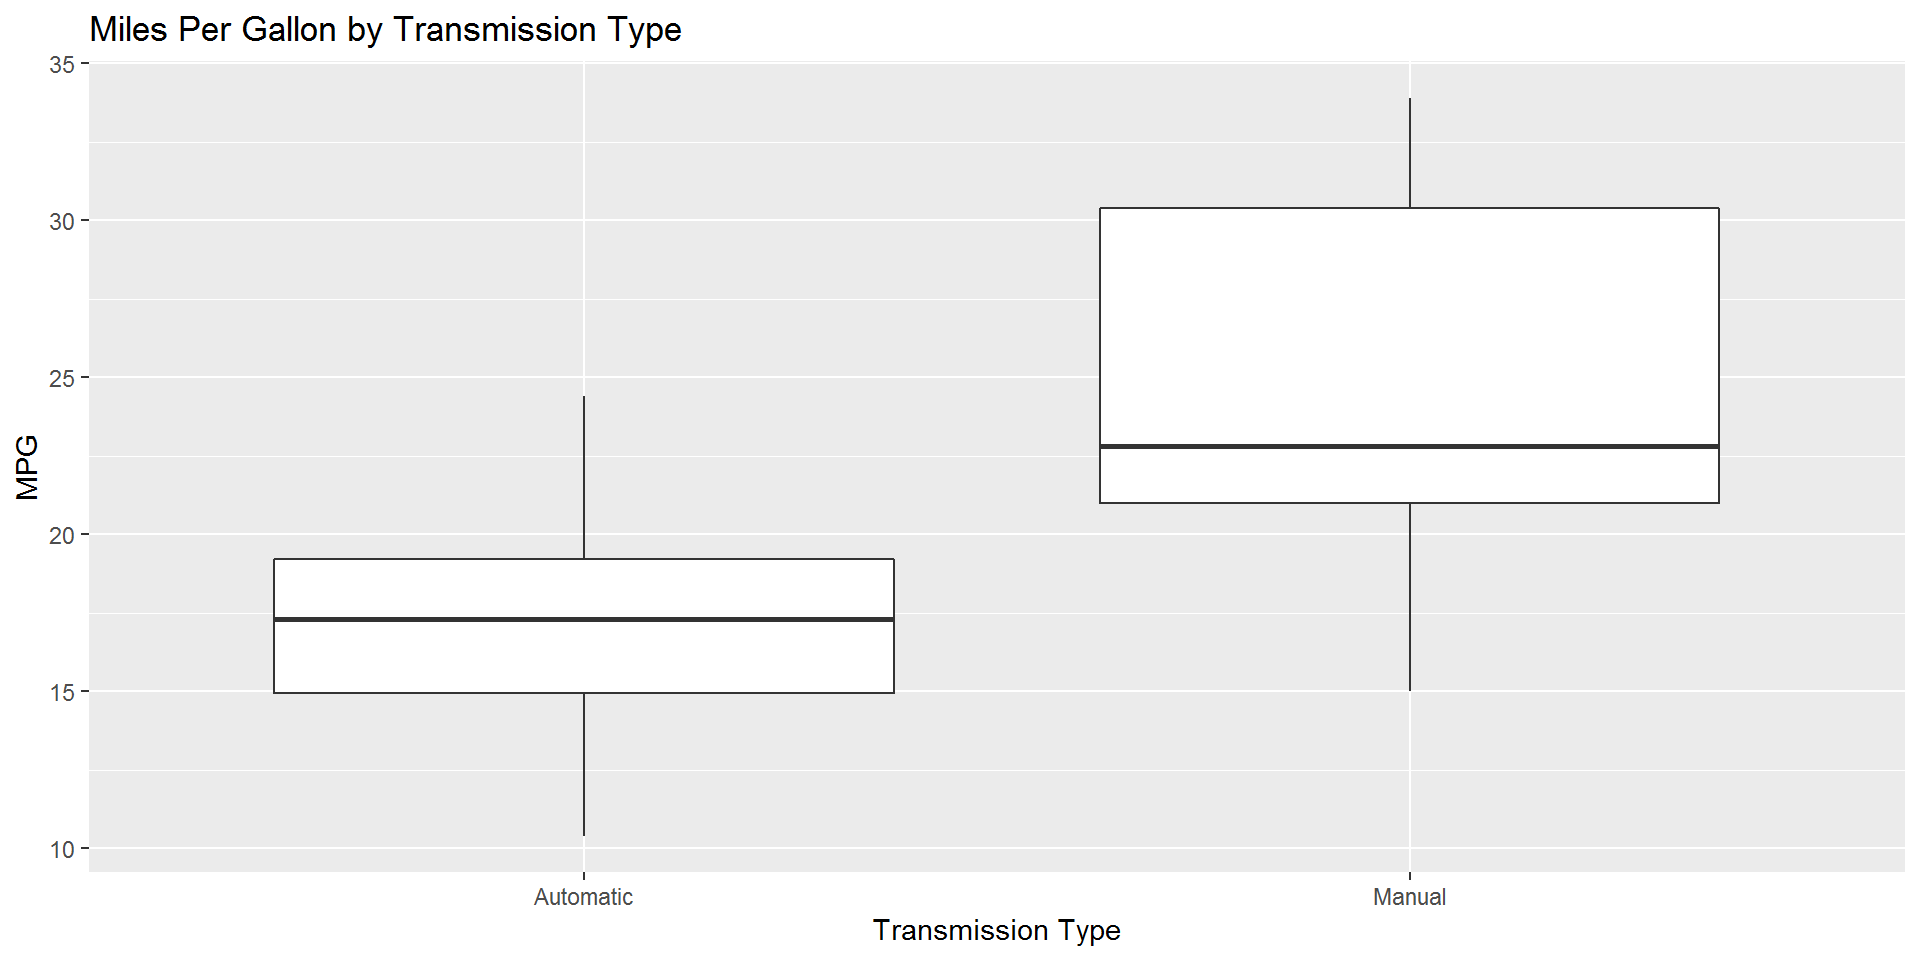 Miles Per Gallon by Transmission Type
35
30
25
20
15
10
MPG
Automatic
Manual
Transmission Type